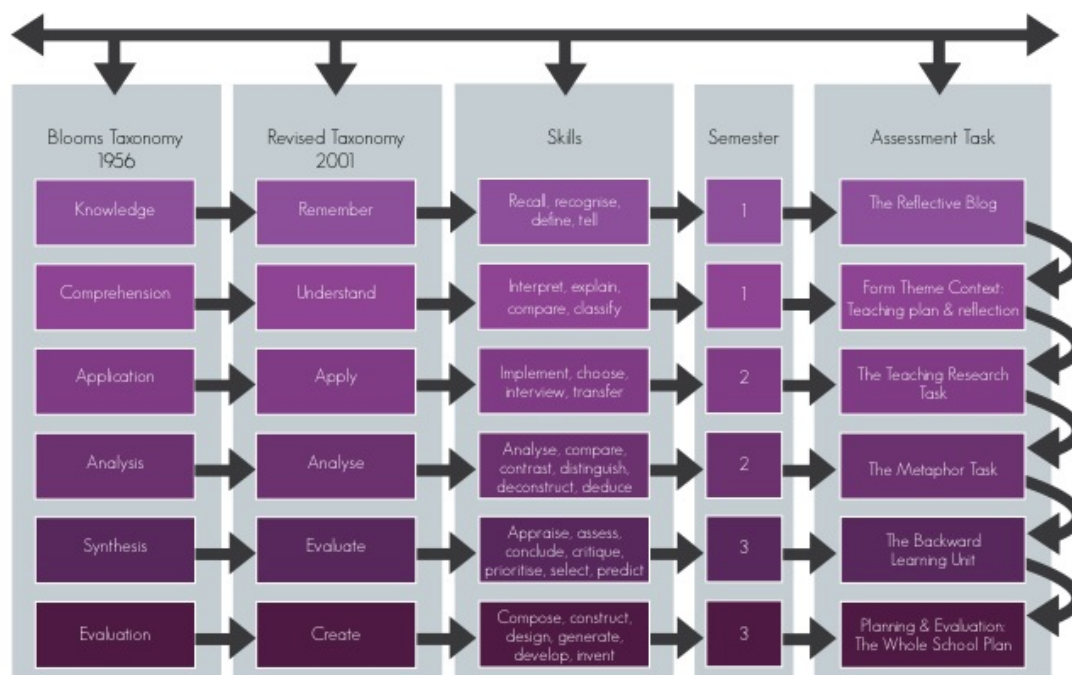 Blooms Taxonomy
1956
Revised Taxonomy
2001
Skills
Semester
Assessment Task
Knowledge
Remember
Recall, recognise,
define, tell
1
The Reflective Blog
Comprehension
Understand
Interpret, explain,
compare, classify
1
Form Theme Context:
Teaching plan & reflection
Application
Apply
Implement, choose,
interview, transfer
2
The Teaching Research
Task
Analysis
Analyse
Analyse, compare,
contrast, distinguish,
deconstruct, deduce
2
The Metaphor Task
Synthesis
Evaluate
Appraise, assess,
conclude, critique,
prioritise, select, predict
3
The Backward
Learning Unit
Evaluation
Create
Compose, construct,
design, generate,
develop, invent
3
Planning & Evaluation:
The Whole School Plan